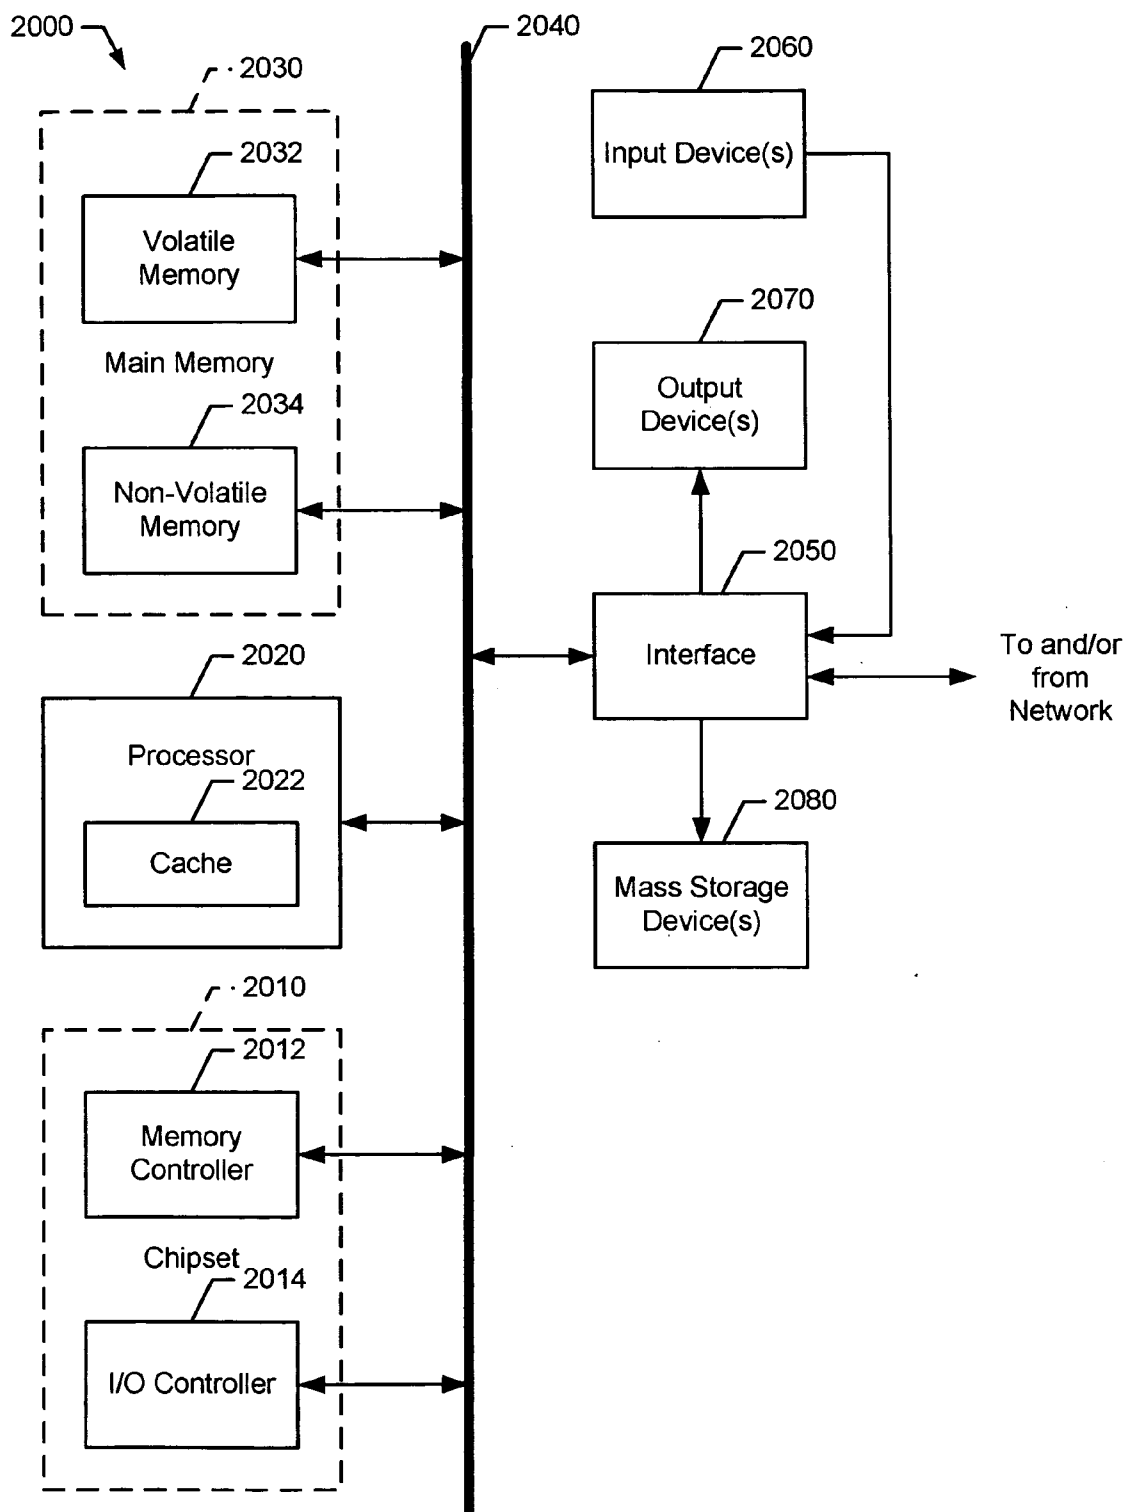 2000
2040
2030
2060
Input Device(s)
2032
Volatile
Memory
2070
Main Memory
Output
Device(s)
2034
Non-Volatile
Memory
2050
Interface
To and/or
from
Network
2020
Processor
2022
Cache
2080
Mass Storage
Device(s)
2010
2012
Memory
Controller
Chipset
2014
I/O Controller